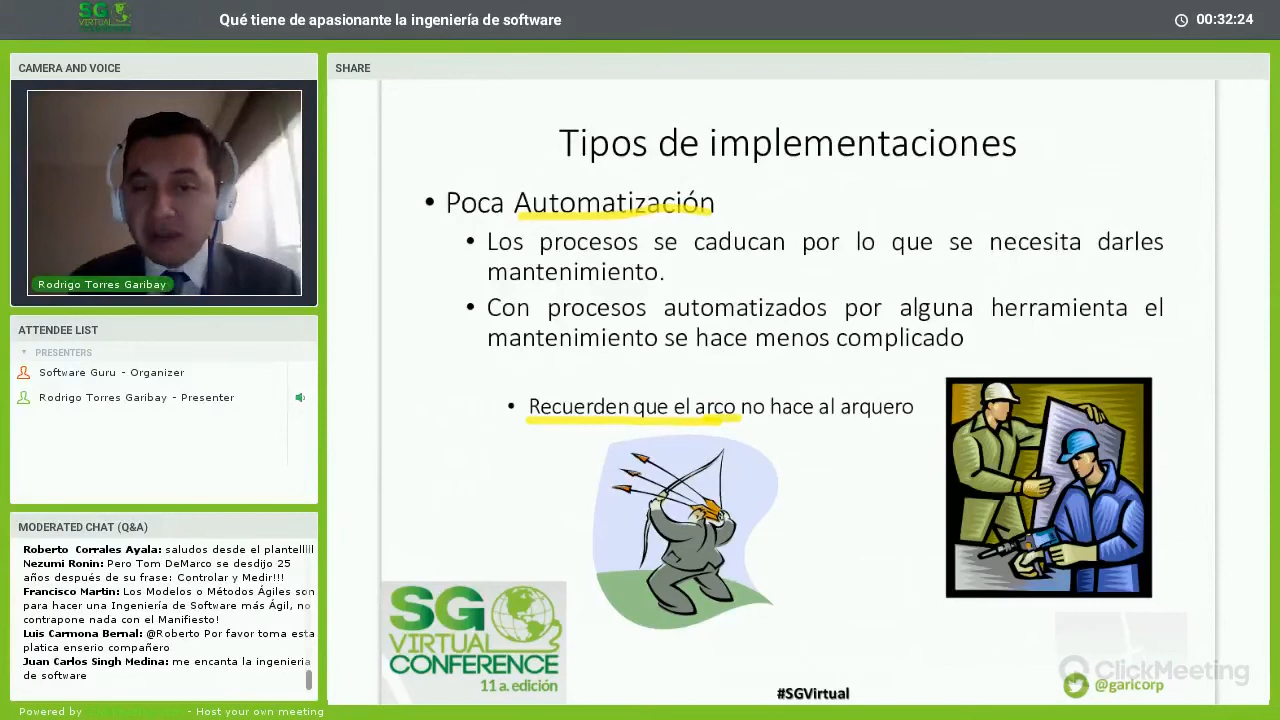 SG
VIRTUAL
Qué tiene de apasionante la ingeniería de software
00:32:24
CAMERA AND VOICE
Rodrigo Torres Garibay
ATTENDEE LIST
PRESENTERS
Software Guru - Organizer
Rodrigo Torres Garibay - Presenter
MODERATED CHAT (Q&A)
Roberto Corrales Ayala: saludos desde el plantellllll
Nezumi Ronin: Pero Tom DeMarco se desdijo 25
años después de su frase: Controlar y Medir!!!
Francisco Martin: Los Modelos o Métodos Ágiles son
para hacer una Ingeniería de Software más Ágil, no
contrapone nada con el Manifiesto!
Luis Carmona Bernal: @Roberto Por favor toma esta
platica enserio compañero
Juan Carlos Singh Medina: me encanta la ingenieria
de software
Powered by
- Host your own meeting
SHARE
Tipos de implementaciones
• Poca Automatización
• Los procesos se caducan por lo que se necesita darles
mantenimiento.
• Con procesos automatizados por alguna herramienta el
mantenimiento se hace menos complicado
• Recuerden que el arco no hace al arquero
SG
VIRTUAL
CONFERENCE
11a. edición
#SGVirtual
ClickMeeting
@garicorp